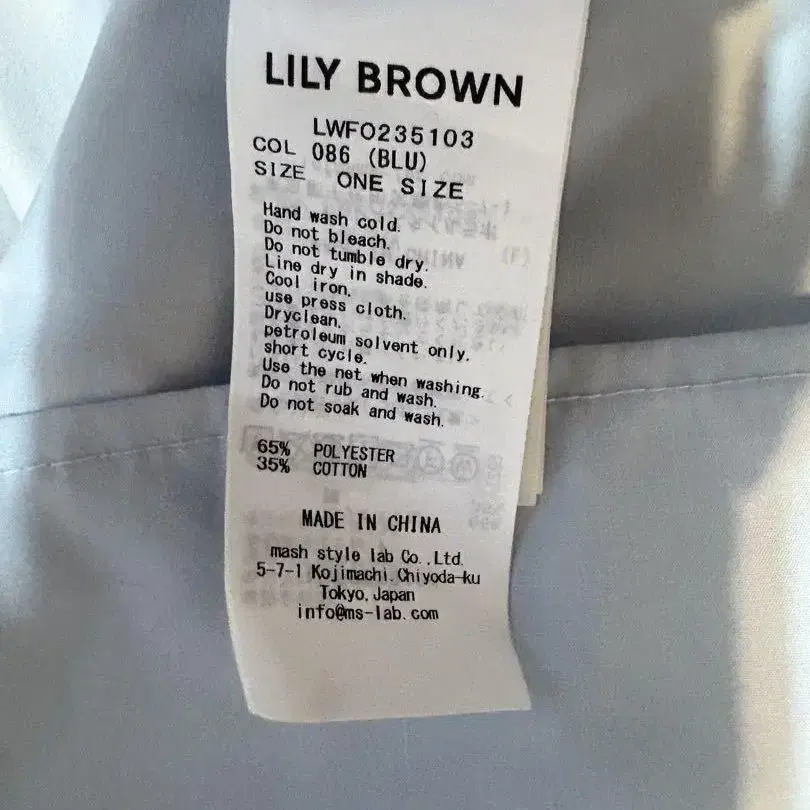 LILY BROWN
LWFO235103
COL 086 (BLU)
SIZE ONE SIZE
Hand wash cold.
Do not bleach.
Do not tumble dry.
Line dry in shade.
Cool iron.
use press cloth.
Dryclean.
petroleum solvent only.
short cycle.
Use the net when washing.
Do not rub and wash.
Do not soak and wash.
65% POLYESTER
35% COTTON
MADE IN CHINA
mash style lab Co.,Ltd.
5-7-1 Kojimachi,Chiyoda-ku
Tokyo,Japan
info@ms-lab.com